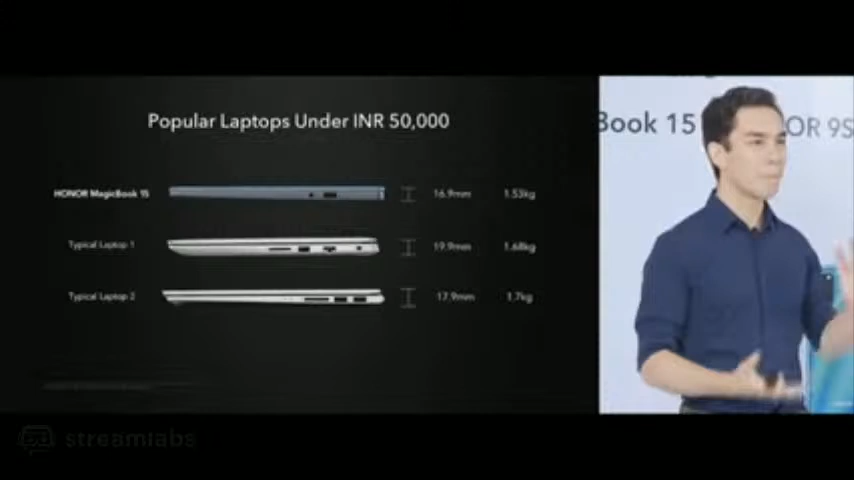 Popular Laptops Under INR 50,000
HONOR MagicBook 15 16.9mm 1.53kg
Typical Laptop 1 19.9mm 1.68kg
Typical Laptop 2 17.9mm 1.7kg
Book 15
OR 9S
streamlabs